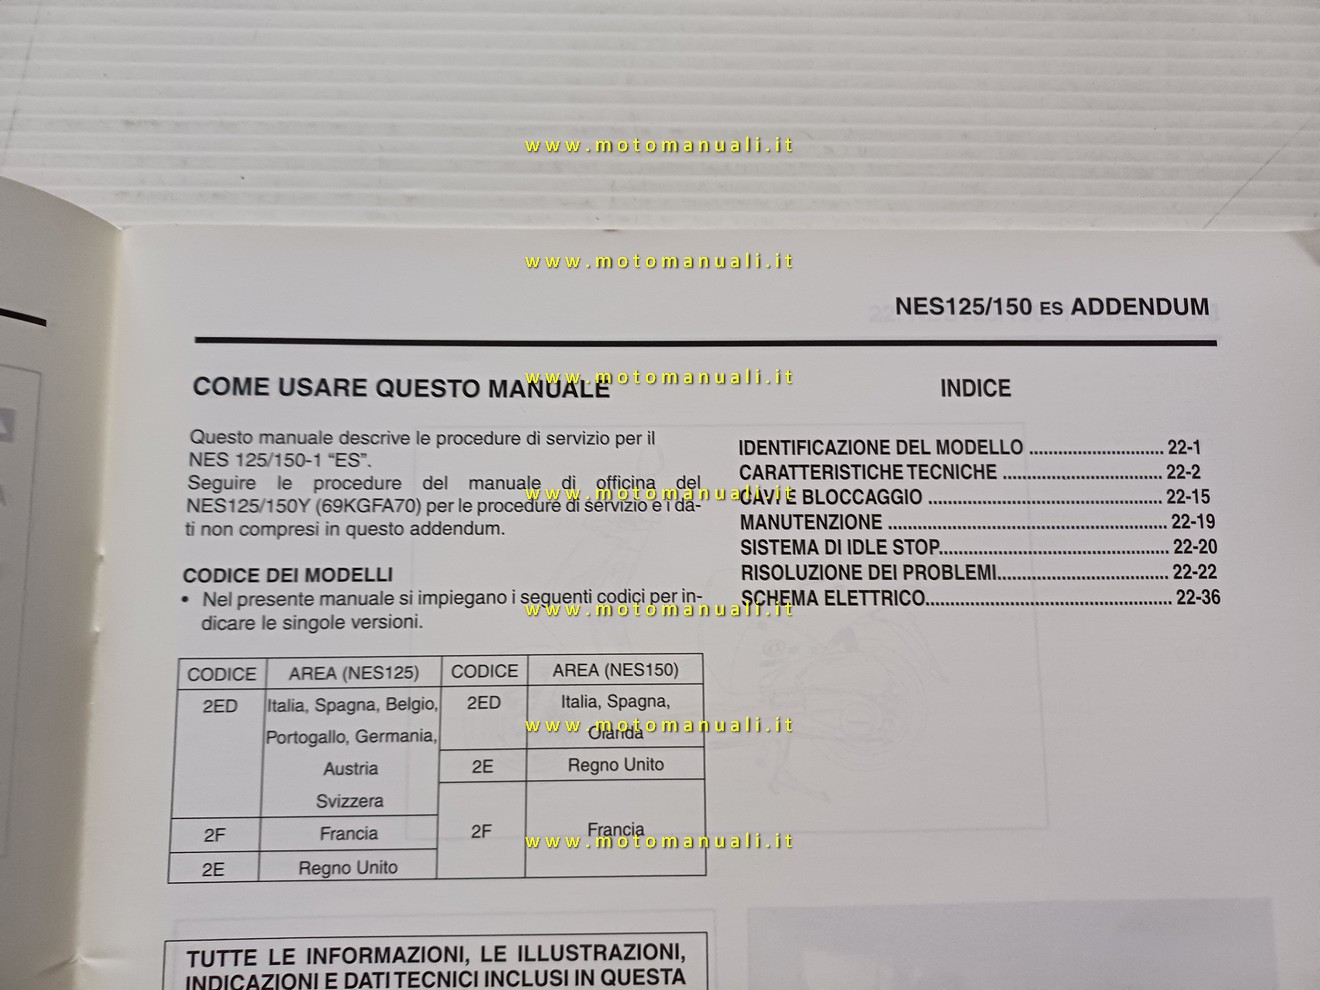 www.motomanuali.it
www.motomanuali.it
NES125/150 ES ADDENDUM
COME USARE QUESTO MANUALE
www.motomanuali.it
Questo manuale descrive le procedure di servizio per il
NES 125/150-1 “ES”.
Seguire le procedure del manuale di officina del
NES125/150Y (69KGFA70) per le procedure di servizio e i da-
ti non compresi in questo addendum.
www.motomanuali.it
CODICE DEI MODELLI
• Nel presente manuale si impiegano i seguenti codici per in-
dicare le singole versioni.
www.motomanuali.it
CODICE AREA (NES125) CODICE AREA (NES150)
2ED Italia, Spagna, Belgio, 2ED Italia, Spagna,
Portogallo, Germania, Olanda
www.motomanuali.it
Austria 2E Regno Unito
Svizzera
2F Francia 2F Francia
www.motomanuali.it
2E Regno Unito
TUTTE LE INFORMAZIONI, LE ILLUSTRAZIONI,
INDICAZIONI E DATI TECNICI INCLUSI IN QUESTA
INDICE
IDENTIFICAZIONE DEL MODELLO ............................ 22-1
CARATTERISTICHE TECNICHE ................................. 22-2
CAVI E BLOCCAGGIO ................................................. 22-15
MANUTENZIONE .......................................................... 22-19
SISTEMA DI IDLE STOP................................................ 22-20
RISOLUZIONE DEI PROBLEMI.................................... 22-22
SCHEMA ELETTRICO.................................................... 22-36